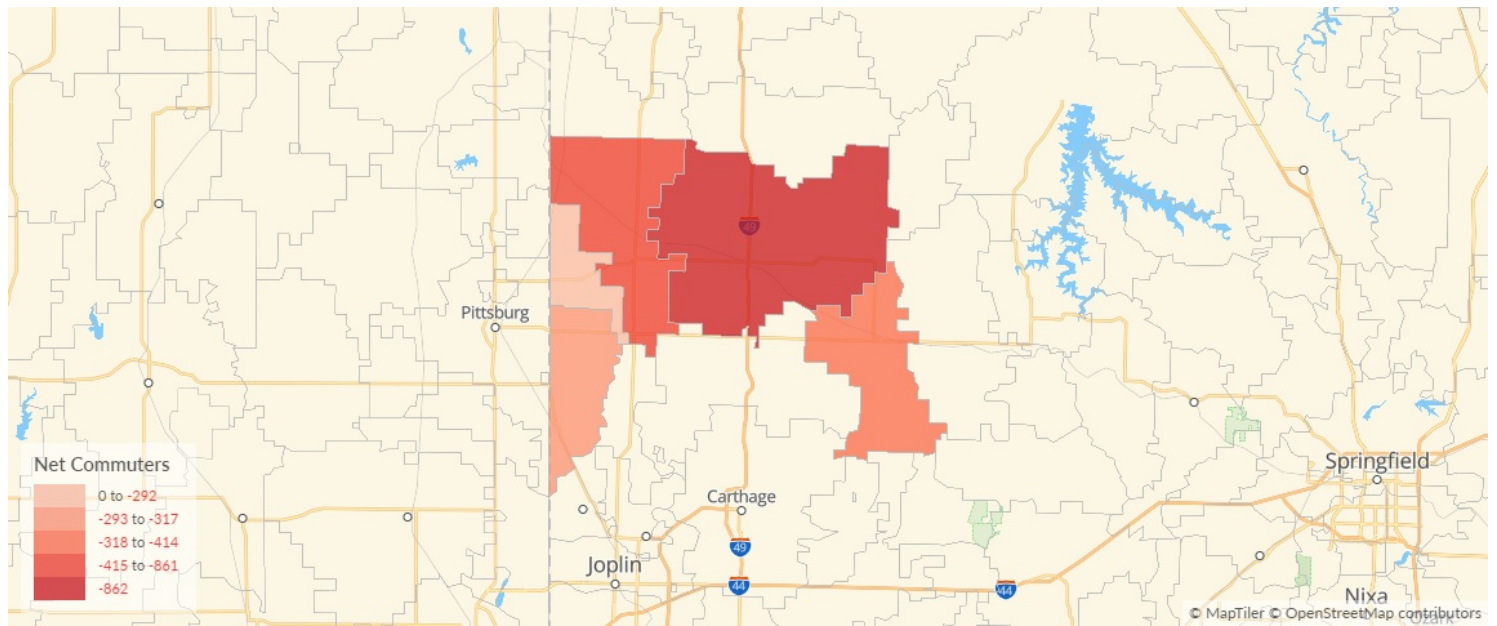 49
Pittsburg
Net Commuters
0 to -292
-293 to -317
-318 to -414
-415 to -861
-862
Springfield
Carthage
49
Joplin
44
44
Nixa
Ozark
© MapTiler © OpenStreetMap contributors